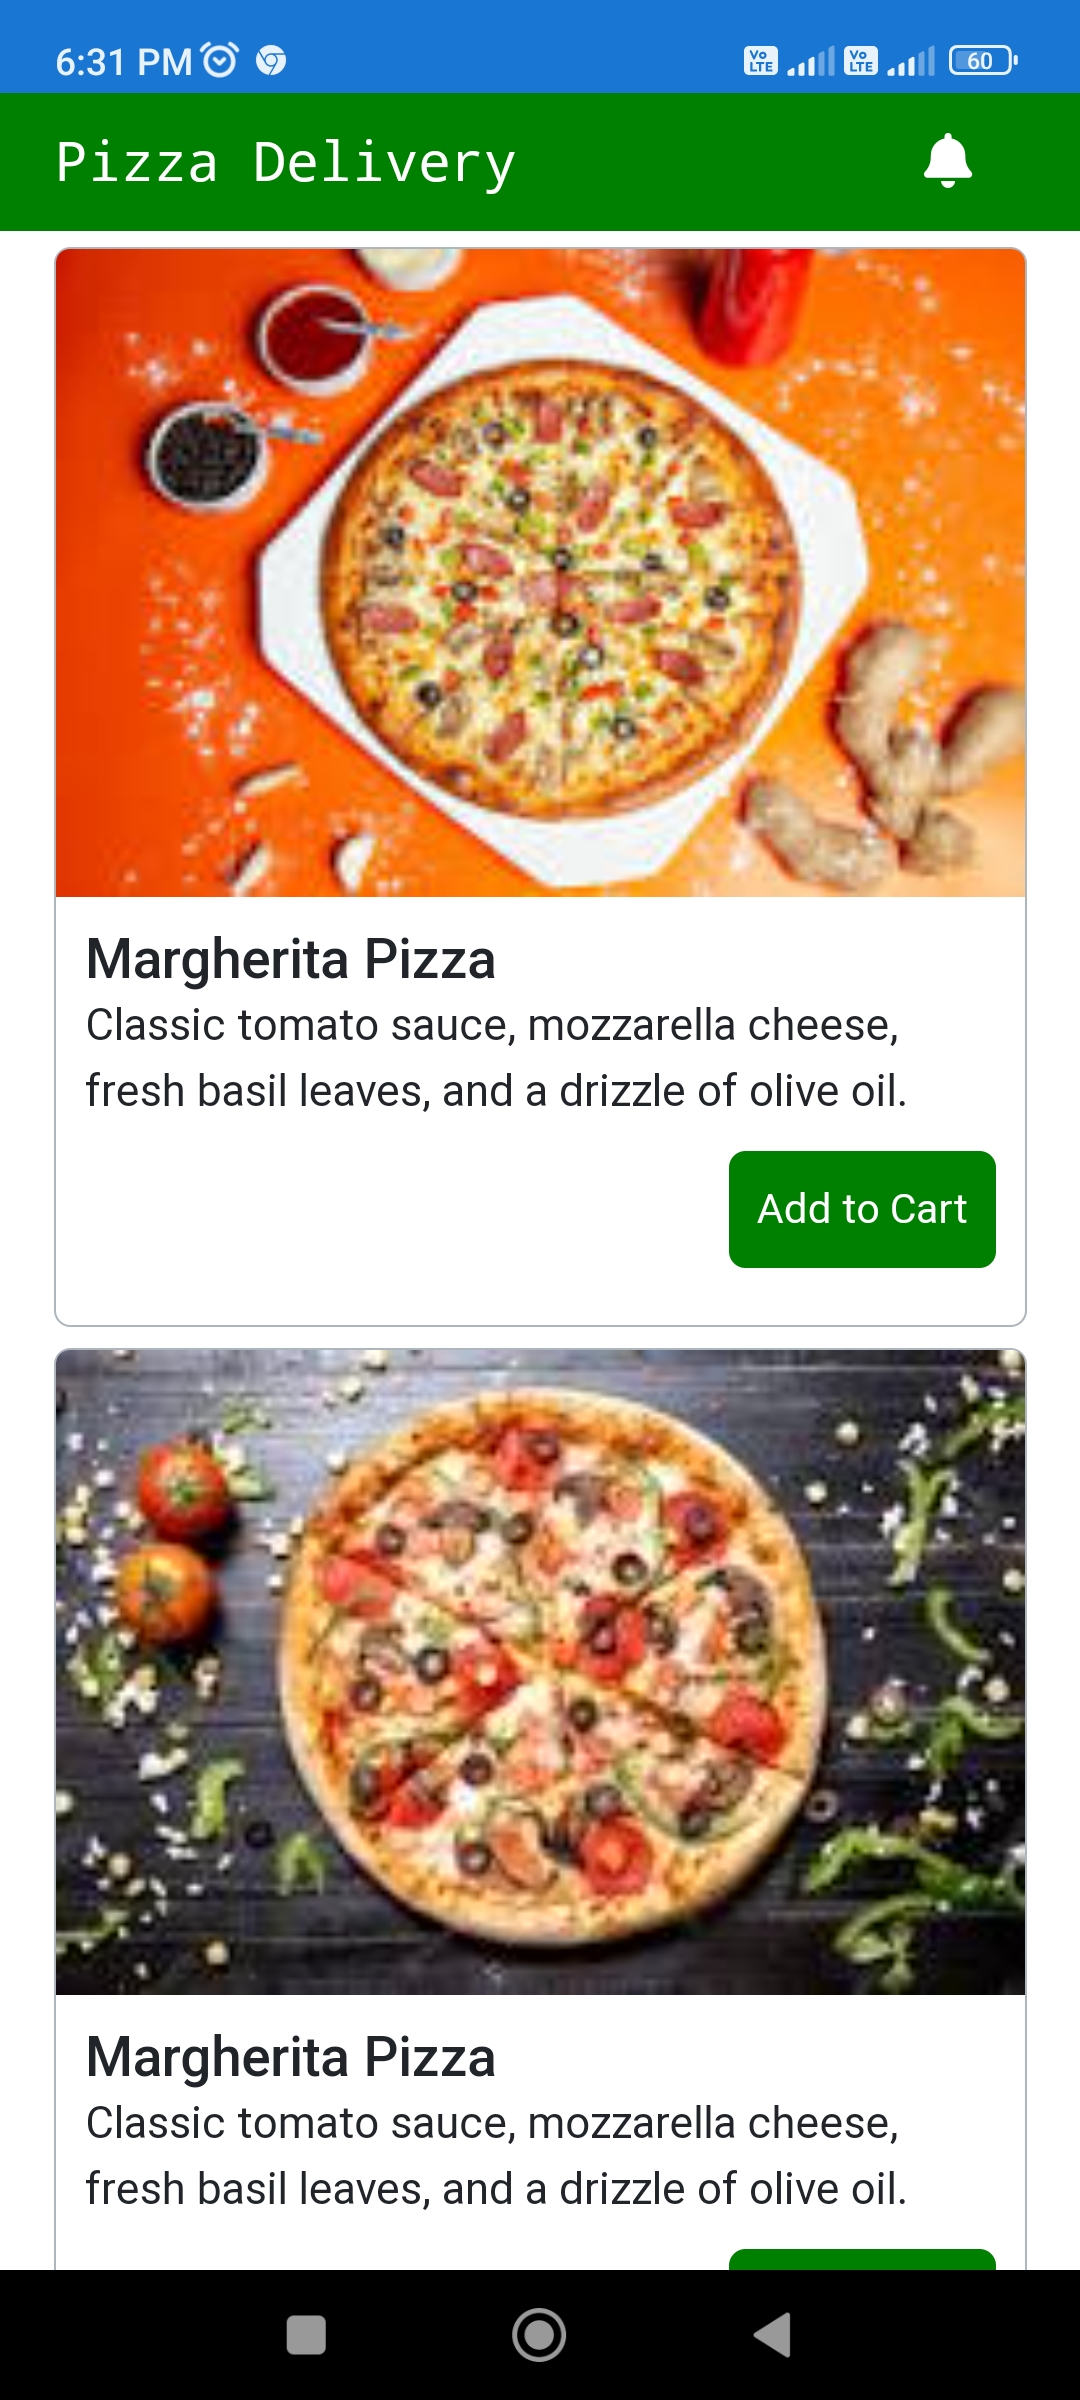 6:31 PM
Vo LTE
Vo LTE
60
Pizza Delivery
Margherita Pizza
Classic tomato sauce, mozzarella cheese,
fresh basil leaves, and a drizzle of olive oil.
Add to Cart
Margherita Pizza
Classic tomato sauce, mozzarella cheese,
fresh basil leaves, and a drizzle of olive oil.